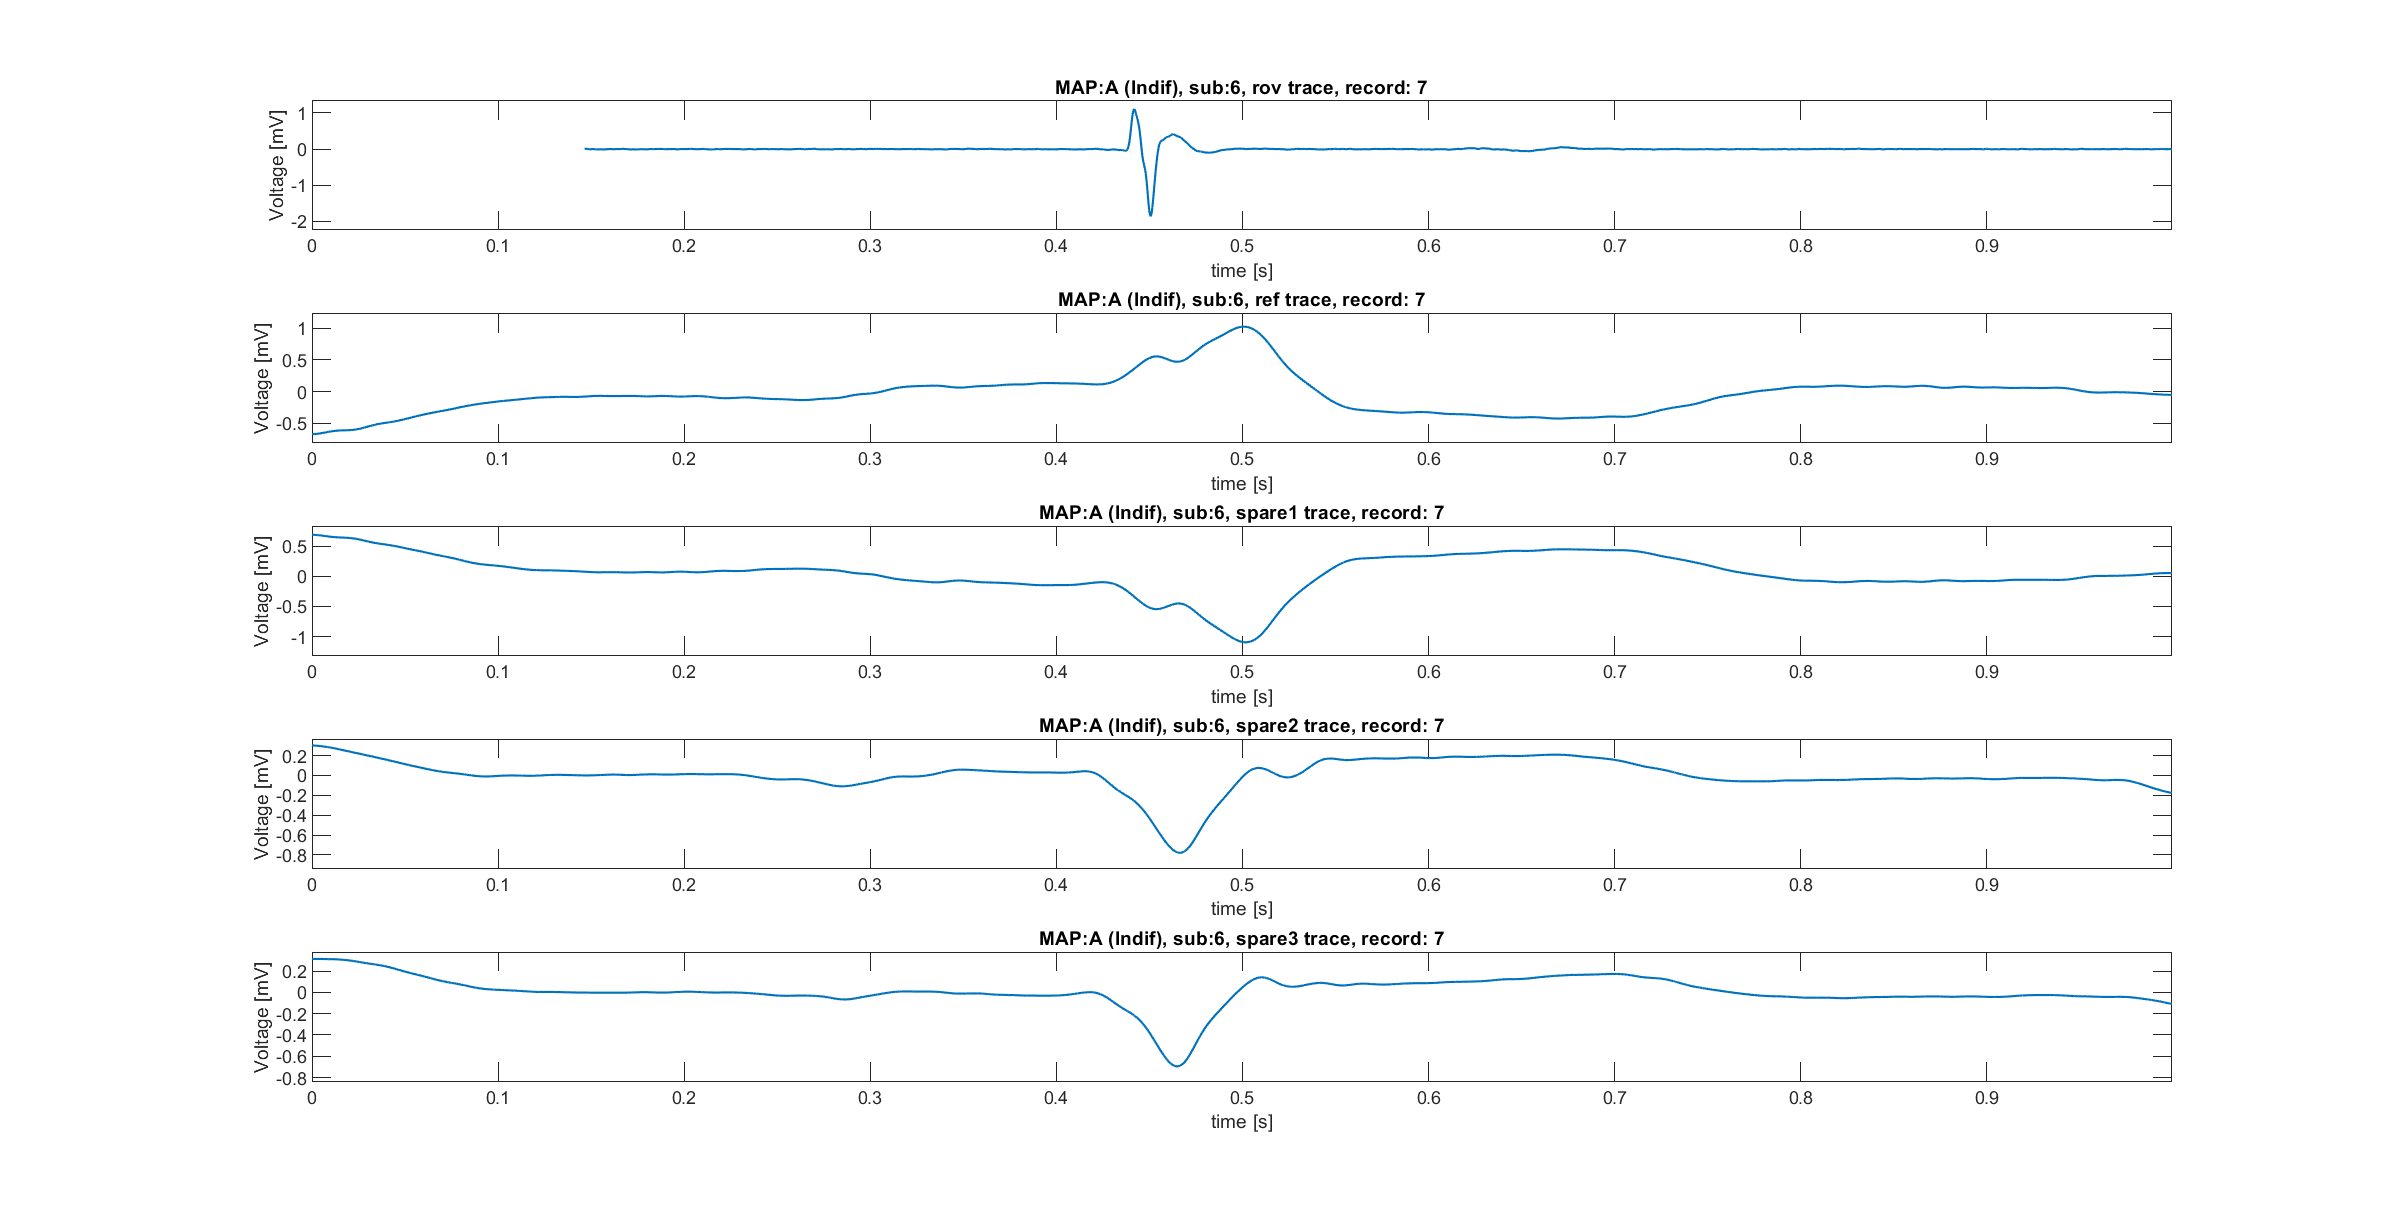 MAP:A (Indif), sub:6, rov trace, record: 7
Voltage [mV]
1
0
-1
-2
0 0.1 0.2 0.3 0.4 0.5 0.6 0.7 0.8 0.9
time [s]
MAP:A (Indif), sub:6, ref trace, record: 7
Voltage [mV]
1
0.5
0
-0.5
0 0.1 0.2 0.3 0.4 0.5 0.6 0.7 0.8 0.9
time [s]
MAP:A (Indif), sub:6, spare1 trace, record: 7
Voltage [mV]
0.5
0
-0.5
-1
0 0.1 0.2 0.3 0.4 0.5 0.6 0.7 0.8 0.9
time [s]
MAP:A (Indif), sub:6, spare2 trace, record: 7
Voltage [mV]
0.2
0
-0.2
-0.4
-0.6
-0.8
0 0.1 0.2 0.3 0.4 0.5 0.6 0.7 0.8 0.9
time [s]
MAP:A (Indif), sub:6, spare3 trace, record: 7
Voltage [mV]
0.2
0
-0.2
-0.4
-0.6
-0.8
0 0.1 0.2 0.3 0.4 0.5 0.6 0.7 0.8 0.9
time [s]